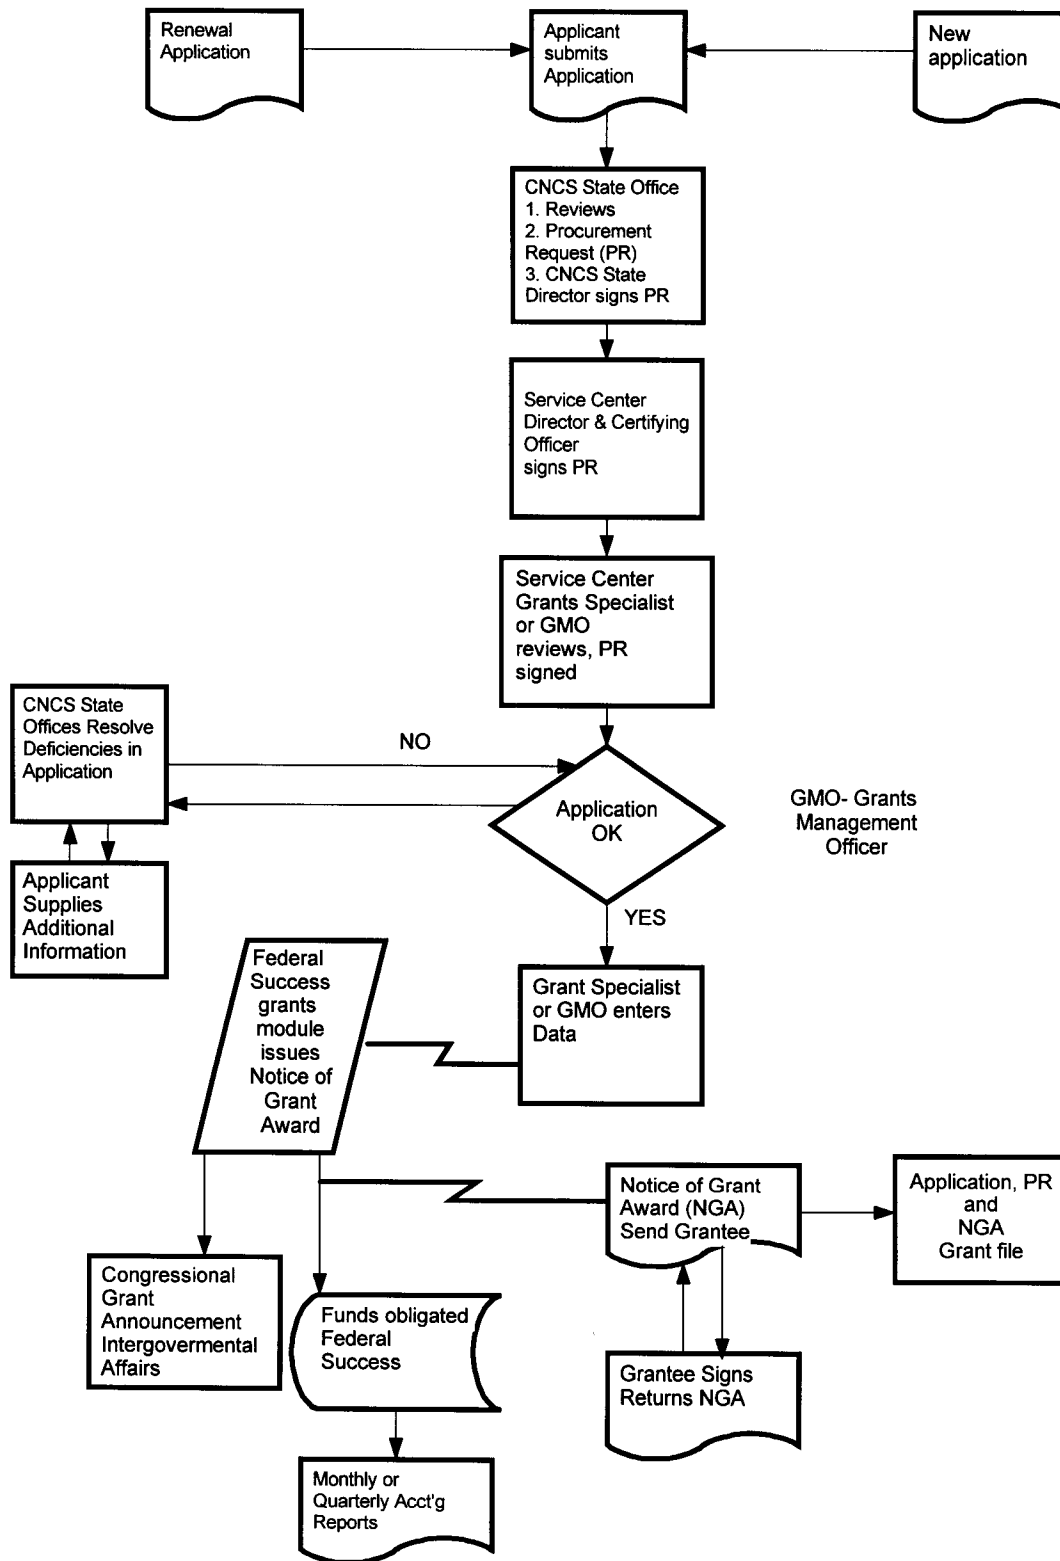 Renewal
Application
Applicant
submits
Application
New
application
CNCS State Office
1. Reviews
2. Procurement
Request (PR)
3. CNCS State
Director signs PR
Service Center
Director & Certifying
Officer
signs PR
Service Center
Grants Specialist
or GMO
reviews, PR
signed
CNCS State
Offices Resolve
Deficiencies in
Application
NO
Application
OK
GMO- Grants
Management
Officer
Applicant
Supplies
Additional
Information
YES
Federal
Success
grants
module
issues
Notice of
Grant
Award
Grant Specialist
or GMO enters
Data
Notice of Grant
Award (NGA)
Send Grantee
Application, PR
and
NGA
Grant file
Congressional
Grant
Announcement
Intergovermental
Affairs
Funds obligated
Federal
Success
Grantee Signs
Returns NGA
Monthly or
Quarterly Acct'g
Reports